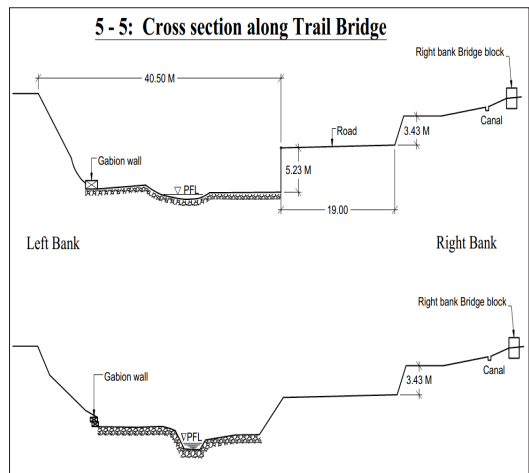 5 - 5: Cross section along Trail Bridge
Right bank Bridge block
40.50 M
Road
3.43 M
Canal
Gabion wall
5.23 M
PFL
19.00
Left Bank
Right Bank
Right bank Bridge block
Gabion wall
3.43 M
Canal
PFL